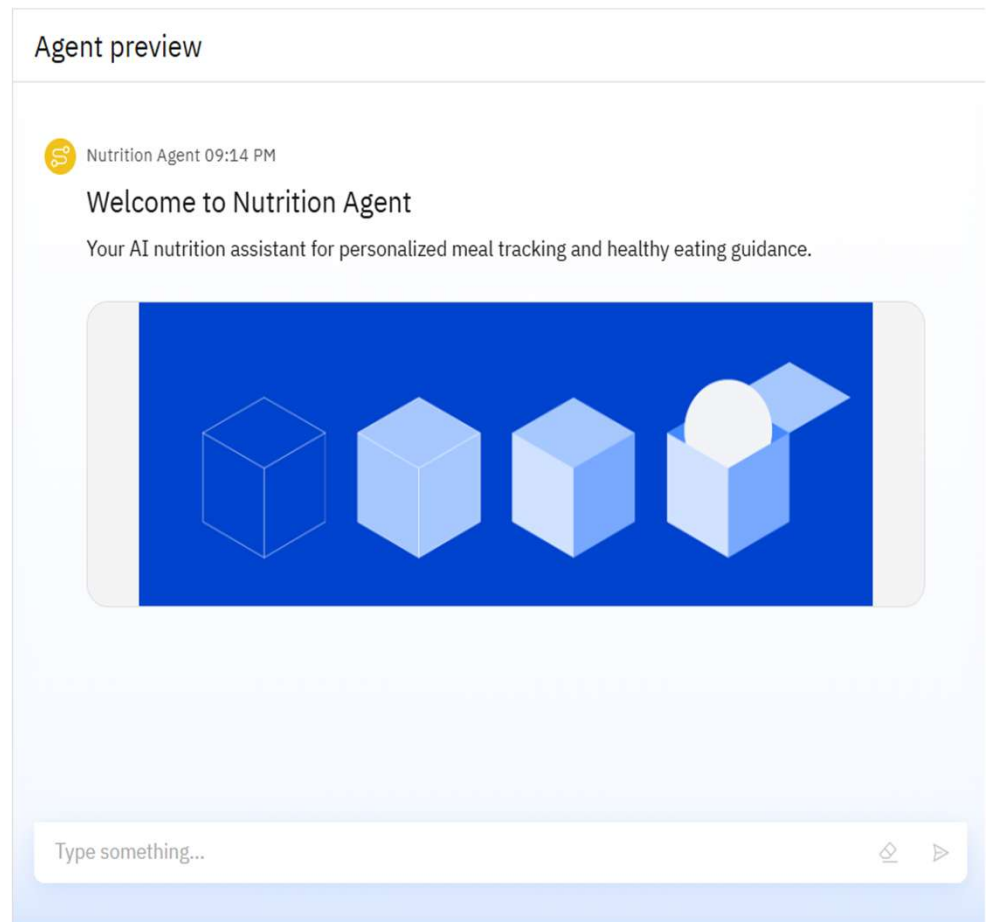 Agent preview
Nutrition Agent 09:14 PM
Welcome to Nutrition Agent
Your AI nutrition assistant for personalized meal tracking and healthy eating guidance.
Type something...